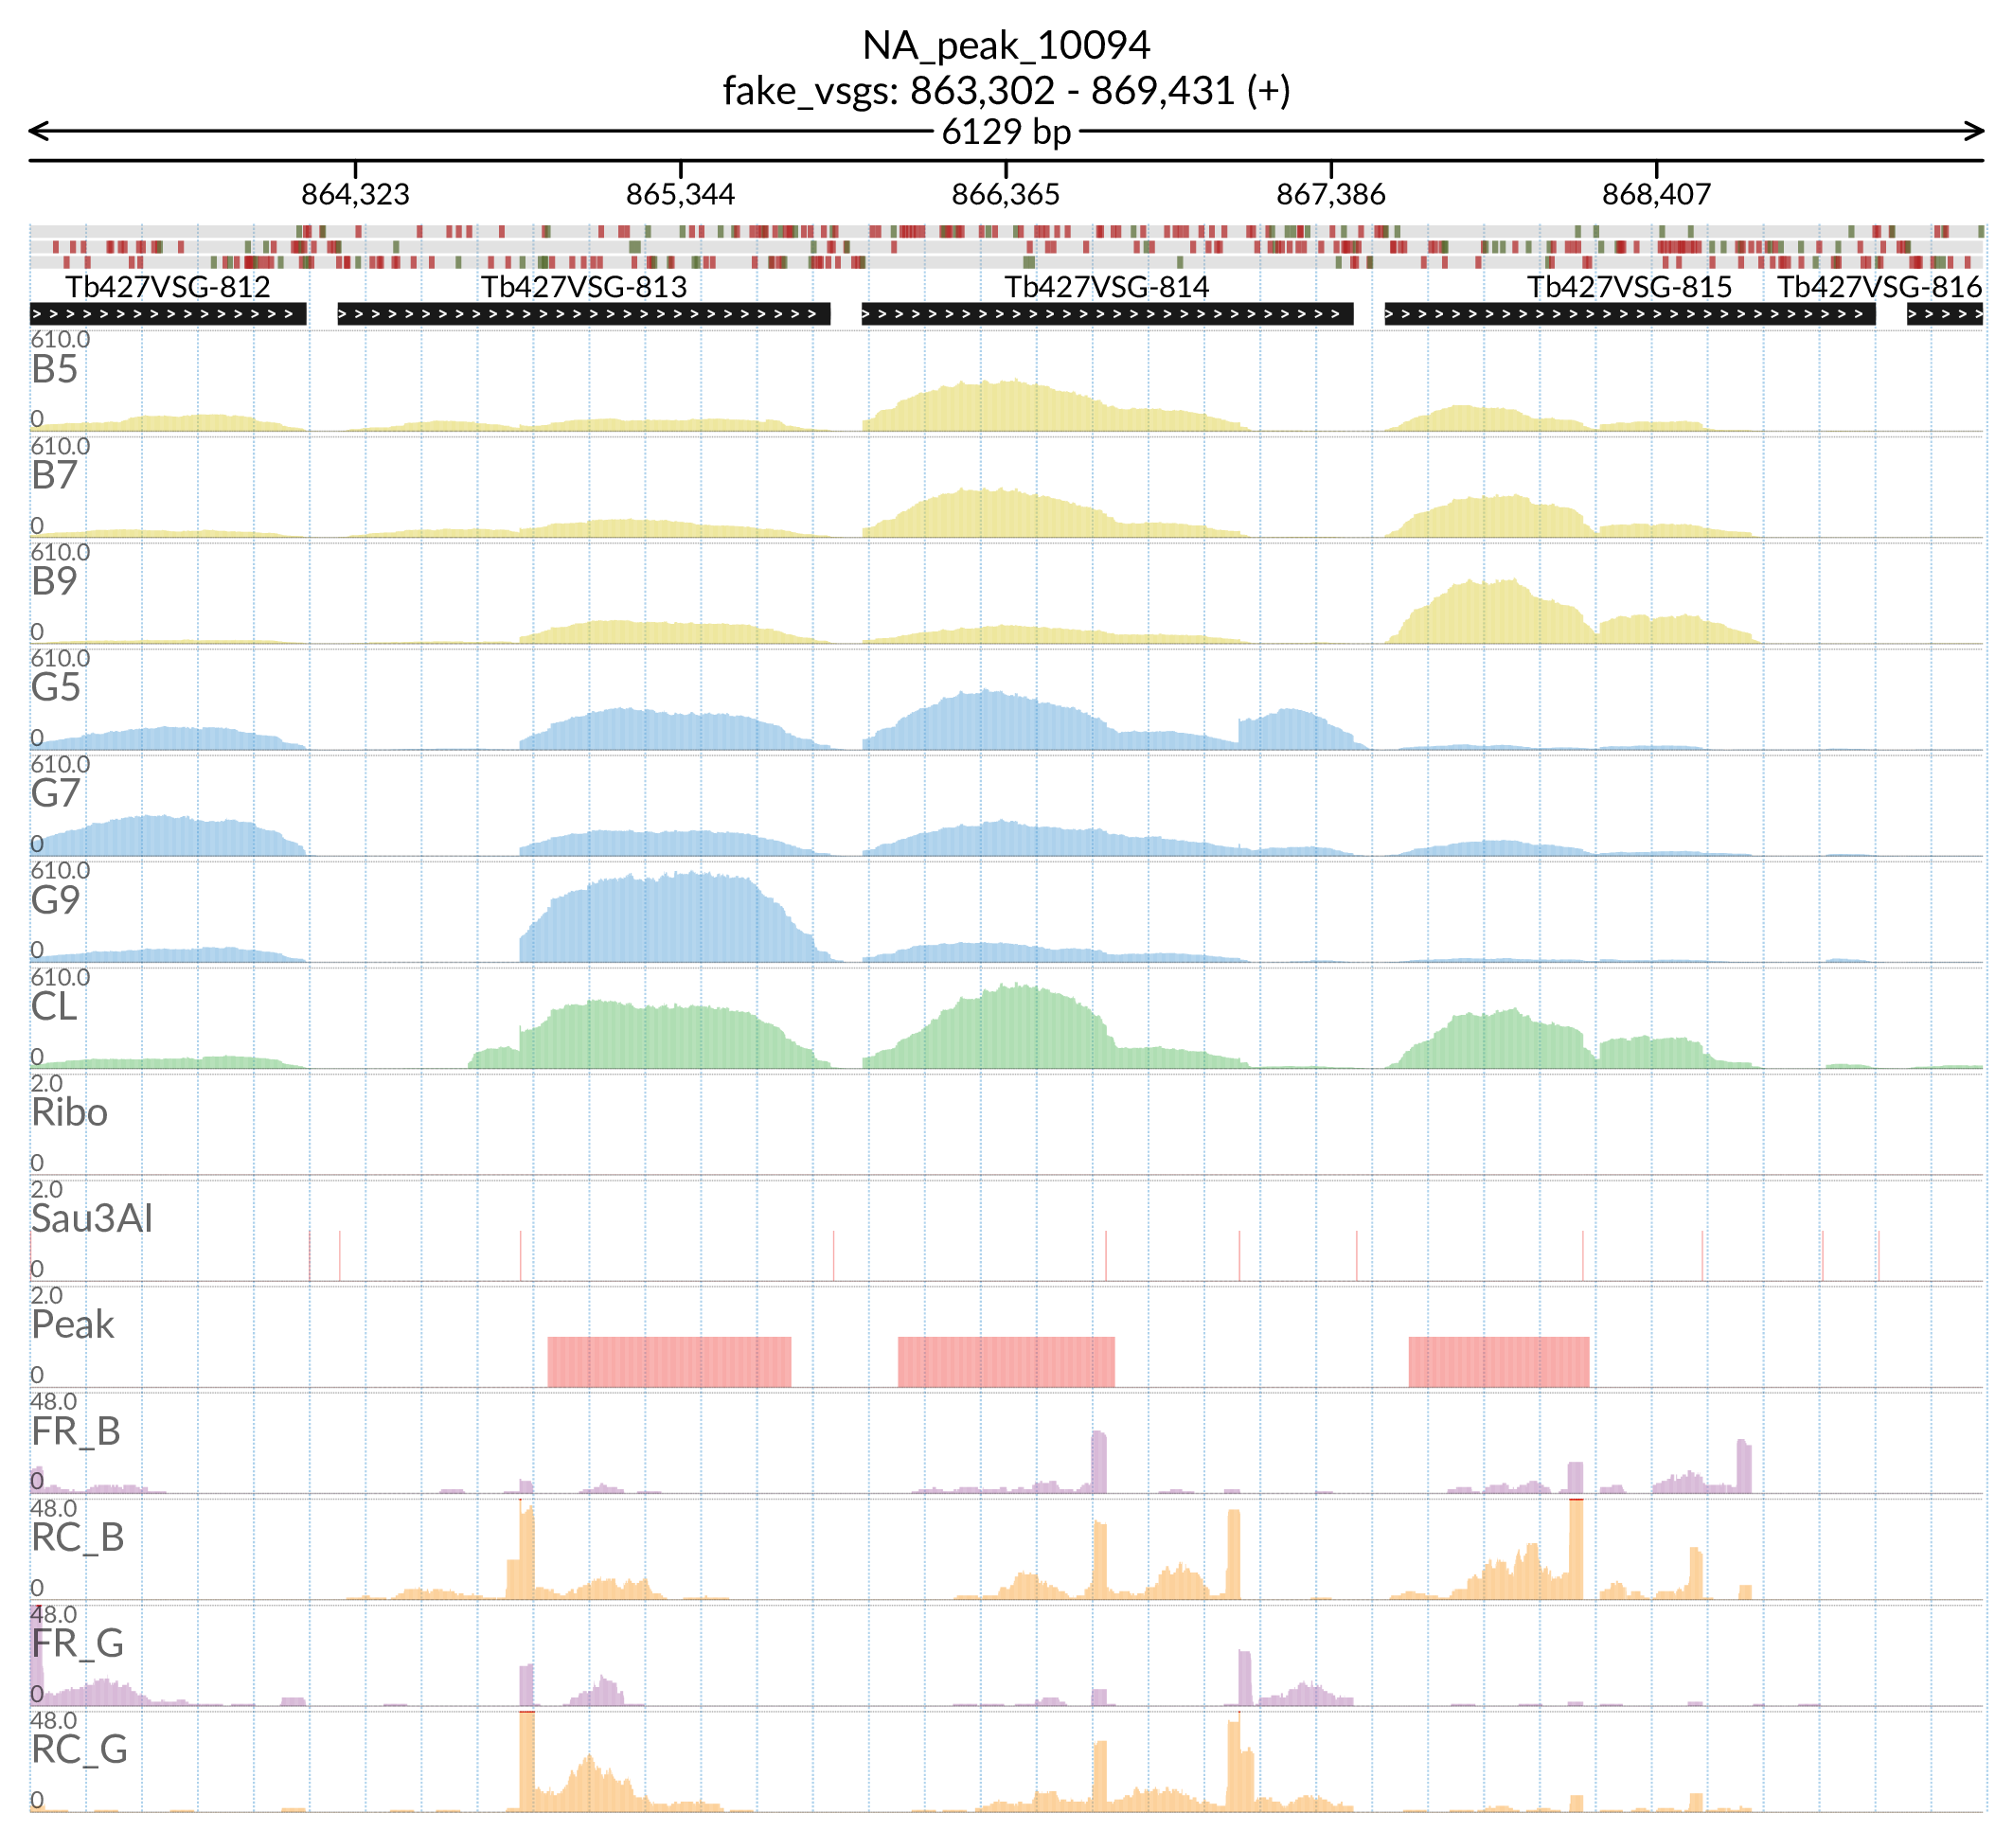 NA_peak_10094
fake_vsgs: 863,302 - 869,431 (+)
6129 bp
864,323 865,344 866,365 867,386 868,407
Tb427VSG-812 Tb427VSG-813 Tb427VSG-814 Tb427VSG-815 Tb427VSG-816
610.0
B5
0
610.0
B7
0
610.0
B9
0
610.0
G5
0
610.0
G7
0
610.0
G9
0
610.0
CL
0
2.0
Ribo
0
2.0
Sau3AI
0
2.0
Peak
0
48.0
FR_B
0
48.0
RC_B
0
48.0
FR_G
0
48.0
RC_G
0